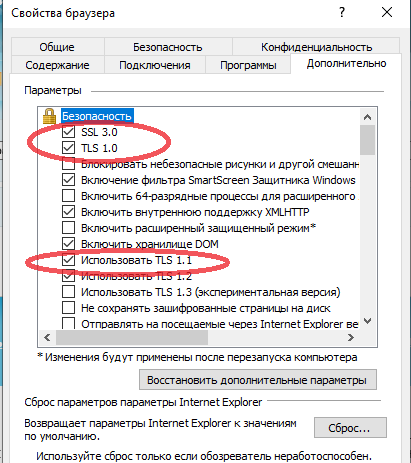 Свойства браузера
Общие Безопасность Конфиденциальность
Содержание Подключения Программы Дополнительно
Параметры
Безопасность
SSL 3.0
TLS 1.0
Блокировать небезопасные рисунки и другой смешанн
Включение фильтра SmartScreen Защитника Windows
Включить 64-разрядные процессы для расширенного
Включить внутреннюю поддержку XMLHTTP
Включить расширенный защищенный режим*
Включить хранилище DOM
Использовать TLS 1.1
Использовать TLS 1.2
Использовать TLS 1.3 (экспериментальная версия)
Не сохранять зашифрованные страницы на диск
Отправлять на посещаемые через Internet Explorer ве
*Изменения будут применены после перезапуска компьютера
Восстановить дополнительные параметры
Сброс параметров параметры Internet Explorer
Возвращает параметры Internet Explorer к значениям
по умолчанию.
Сброс...
Используйте сброс только если обозреватель неработоспособен.